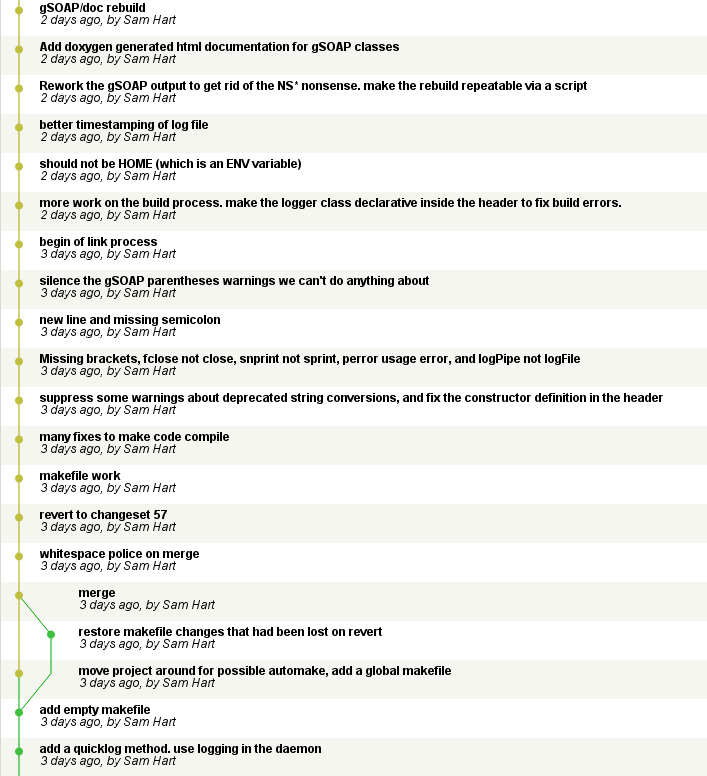 gSOAP/doc rebuild
2 days ago, by Sam Hart
Add doxygen generated html documentation for gSOAP classes
2 days ago, by Sam Hart
Rework the gSOAP output to get rid of the NS* nonsense. make the rebuild repeatable via a script
2 days ago, by Sam Hart
better timestamping of log file
2 days ago, by Sam Hart
should not be HOME (which is an ENV variable)
2 days ago, by Sam Hart
more work on the build process. make the logger class declarative inside the header to fix build errors.
2 days ago, by Sam Hart
begin of link process
3 days ago, by Sam Hart
silence the gSOAP parentheses warnings we can't do anything about
3 days ago, by Sam Hart
new line and missing semicolon
3 days ago, by Sam Hart
Missing brackets, fclose not close, snprint not sprint, perror usage error, and logPipe not logFile
3 days ago, by Sam Hart
suppress some warnings about deprecated string conversions, and fix the constructor definition in the header
3 days ago, by Sam Hart
many fixes to make code compile
3 days ago, by Sam Hart
makefile work
3 days ago, by Sam Hart
revert to changeset 57
3 days ago, by Sam Hart
whitespace police on merge
3 days ago, by Sam Hart
merge
3 days ago, by Sam Hart
restore makefile changes that had been lost on revert
3 days ago, by Sam Hart
move project around for possible automake, add a global makefile
3 days ago, by Sam Hart
add empty makefile
3 days ago, by Sam Hart
add a quicklog method. use logging in the daemon
3 days ago, by Sam Hart